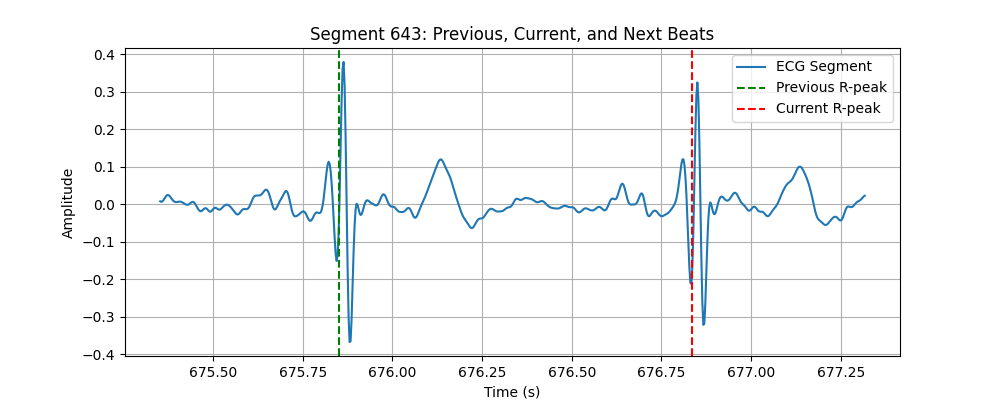 Segment 643: Previous, Current, and Next Beats
ECG Segment
Previous R-peak
Current R-peak
Amplitude
0.4
0.3
0.2
0.1
0.0
−0.1
−0.2
−0.3
−0.4
675.50 675.75 676.00 676.25 676.50 676.75 677.00 677.25
Time (s)